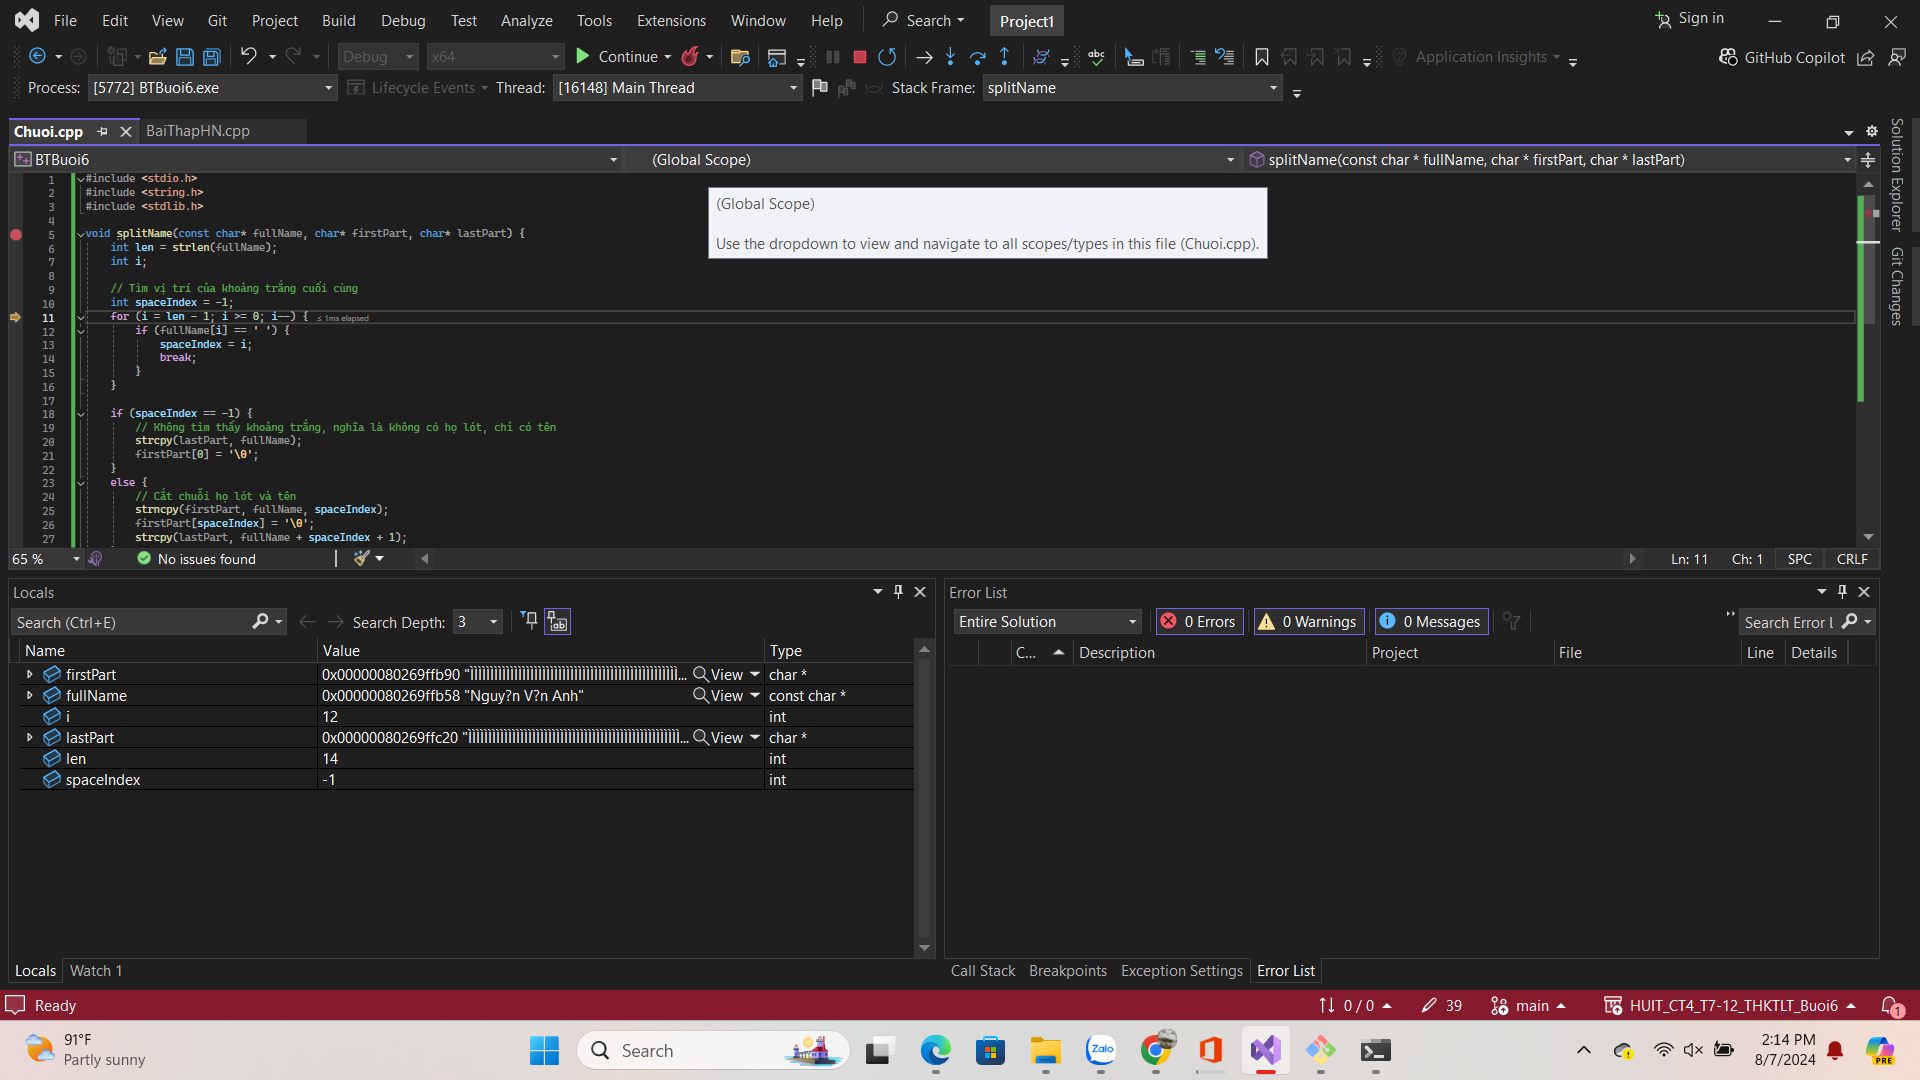 File Edit View Git Project Build Debug Test Analyze Tools Extensions Window Help Search Project1 Sign in
Debug x64 Continue Application Insights GitHub Copilot
Process: [5772] BTBuoi6.exe Lifecycle Events Thread: [16148] Main Thread Stack Frame: splitName
Chuoi.cpp BaiThapHN.cpp
BTBuoi6 (Global Scope) splitName(const char * fullName, char * firstPart, char * lastPart)
1 #include <stdio.h>
2 #include <string.h>
3 #include <stdlib.h>
4
5 void splitName(const char* fullName, char* firstPart, char* lastPart) {
6 int len = strlen(fullName);
7 int i;
8
9 // Tìm vị trí của khoảng trắng cuối cùng
10 int spaceIndex = -1;
11 for (i = len - 1; i >= 0; i--) { ≤ 1ms elapsed
12 if (fullName[i] == ' ') {
13 spaceIndex = i;
14 break;
15 }
16 }
17
18 if (spaceIndex == -1) {
19 // Không tìm thấy khoảng trắng, nghĩa là không có họ lót, chỉ có tên
20 strcpy(lastPart, fullName);
21 firstPart[0] = '\0';
22 }
23 else {
24 // Cắt chuỗi họ lót và tên
25 strncpy(firstPart, fullName, spaceIndex);
26 firstPart[spaceIndex] = '\0';
27 strcpy(lastPart, fullName + spaceIndex + 1);
(Global Scope)
Use the dropdown to view and navigate to all scopes/types in this file (Chuoi.cpp).
Solution Explorer
Git Changes
65 % No issues found Ln: 11 Ch: 1 SPC CRLF
Locals
Search (Ctrl+E) Search Depth: 3
Name Value Type
firstPart 0x00000080269ffb90 View char *
fullName 0x00000080269ffb58 "Nguy?n V?n Anh" View const char *
i 12 int
lastPart 0x00000080269ffc20 View char *
len 14 int
spaceIndex -1 int
Locals Watch 1
Error List
Entire Solution 0 Errors 0 Warnings 0 Messages Search Error L
C... Description Project File Line Details
Call Stack Breakpoints Exception Settings Error List
Ready 0 / 0 39 main HUIT_CT4_T7-12_THKTLT_Buoi6 1
91°F
Partly sunny
Search
Zalo
PRE
2:14 PM
8/7/2024